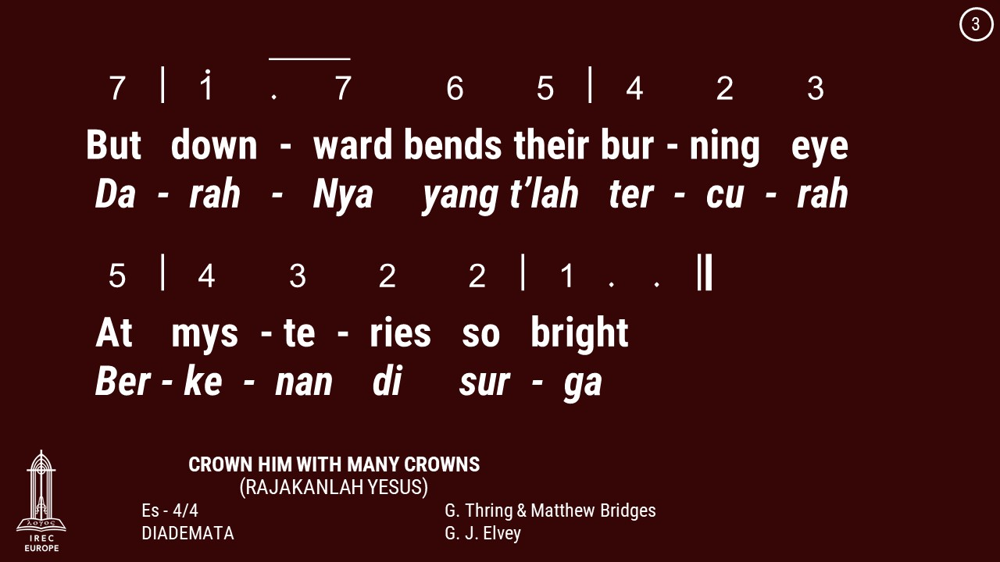 3
7 | 1̇ . 7 6 5 | 4 2 3
But down - ward bends their bur - ning eye
Da - rah - Nya yang t’lah ter - cu - rah
5 | 4 3 2 2 | 1 . . ||
At mys - te - ries so bright
Ber - ke - nan di sur - ga
CROWN HIM WITH MANY CROWNS
(RAJAKANLAH YESUS)
Es - 4/4
G. Thring & Matthew Bridges
DIADEMATA
G. J. Elvey
λογος
IREC
EUROPE